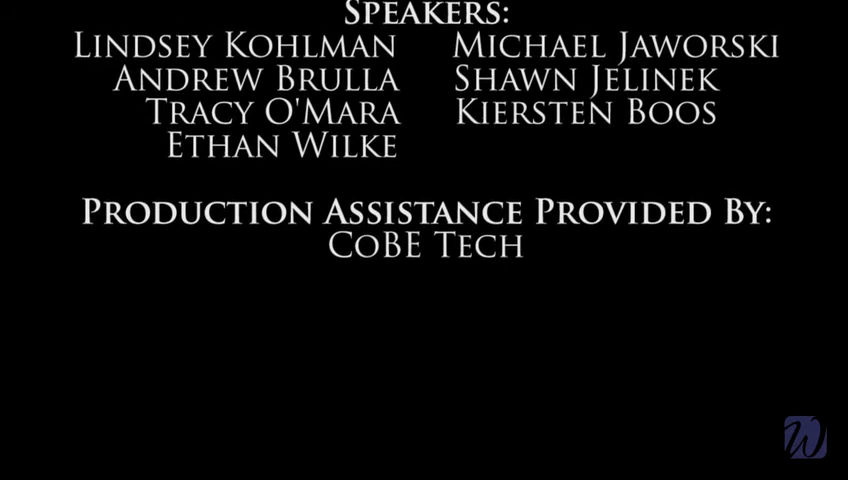 SPEAKERS:
LINDSEY KOHLMAN MICHAEL JAWORSKI
ANDREW BRULLA SHAWN JELINEK
TRACY O'MARA KIERSTEN BOOS
ETHAN WILKE
PRODUCTION ASSISTANCE PROVIDED BY:
COBE TECH
W